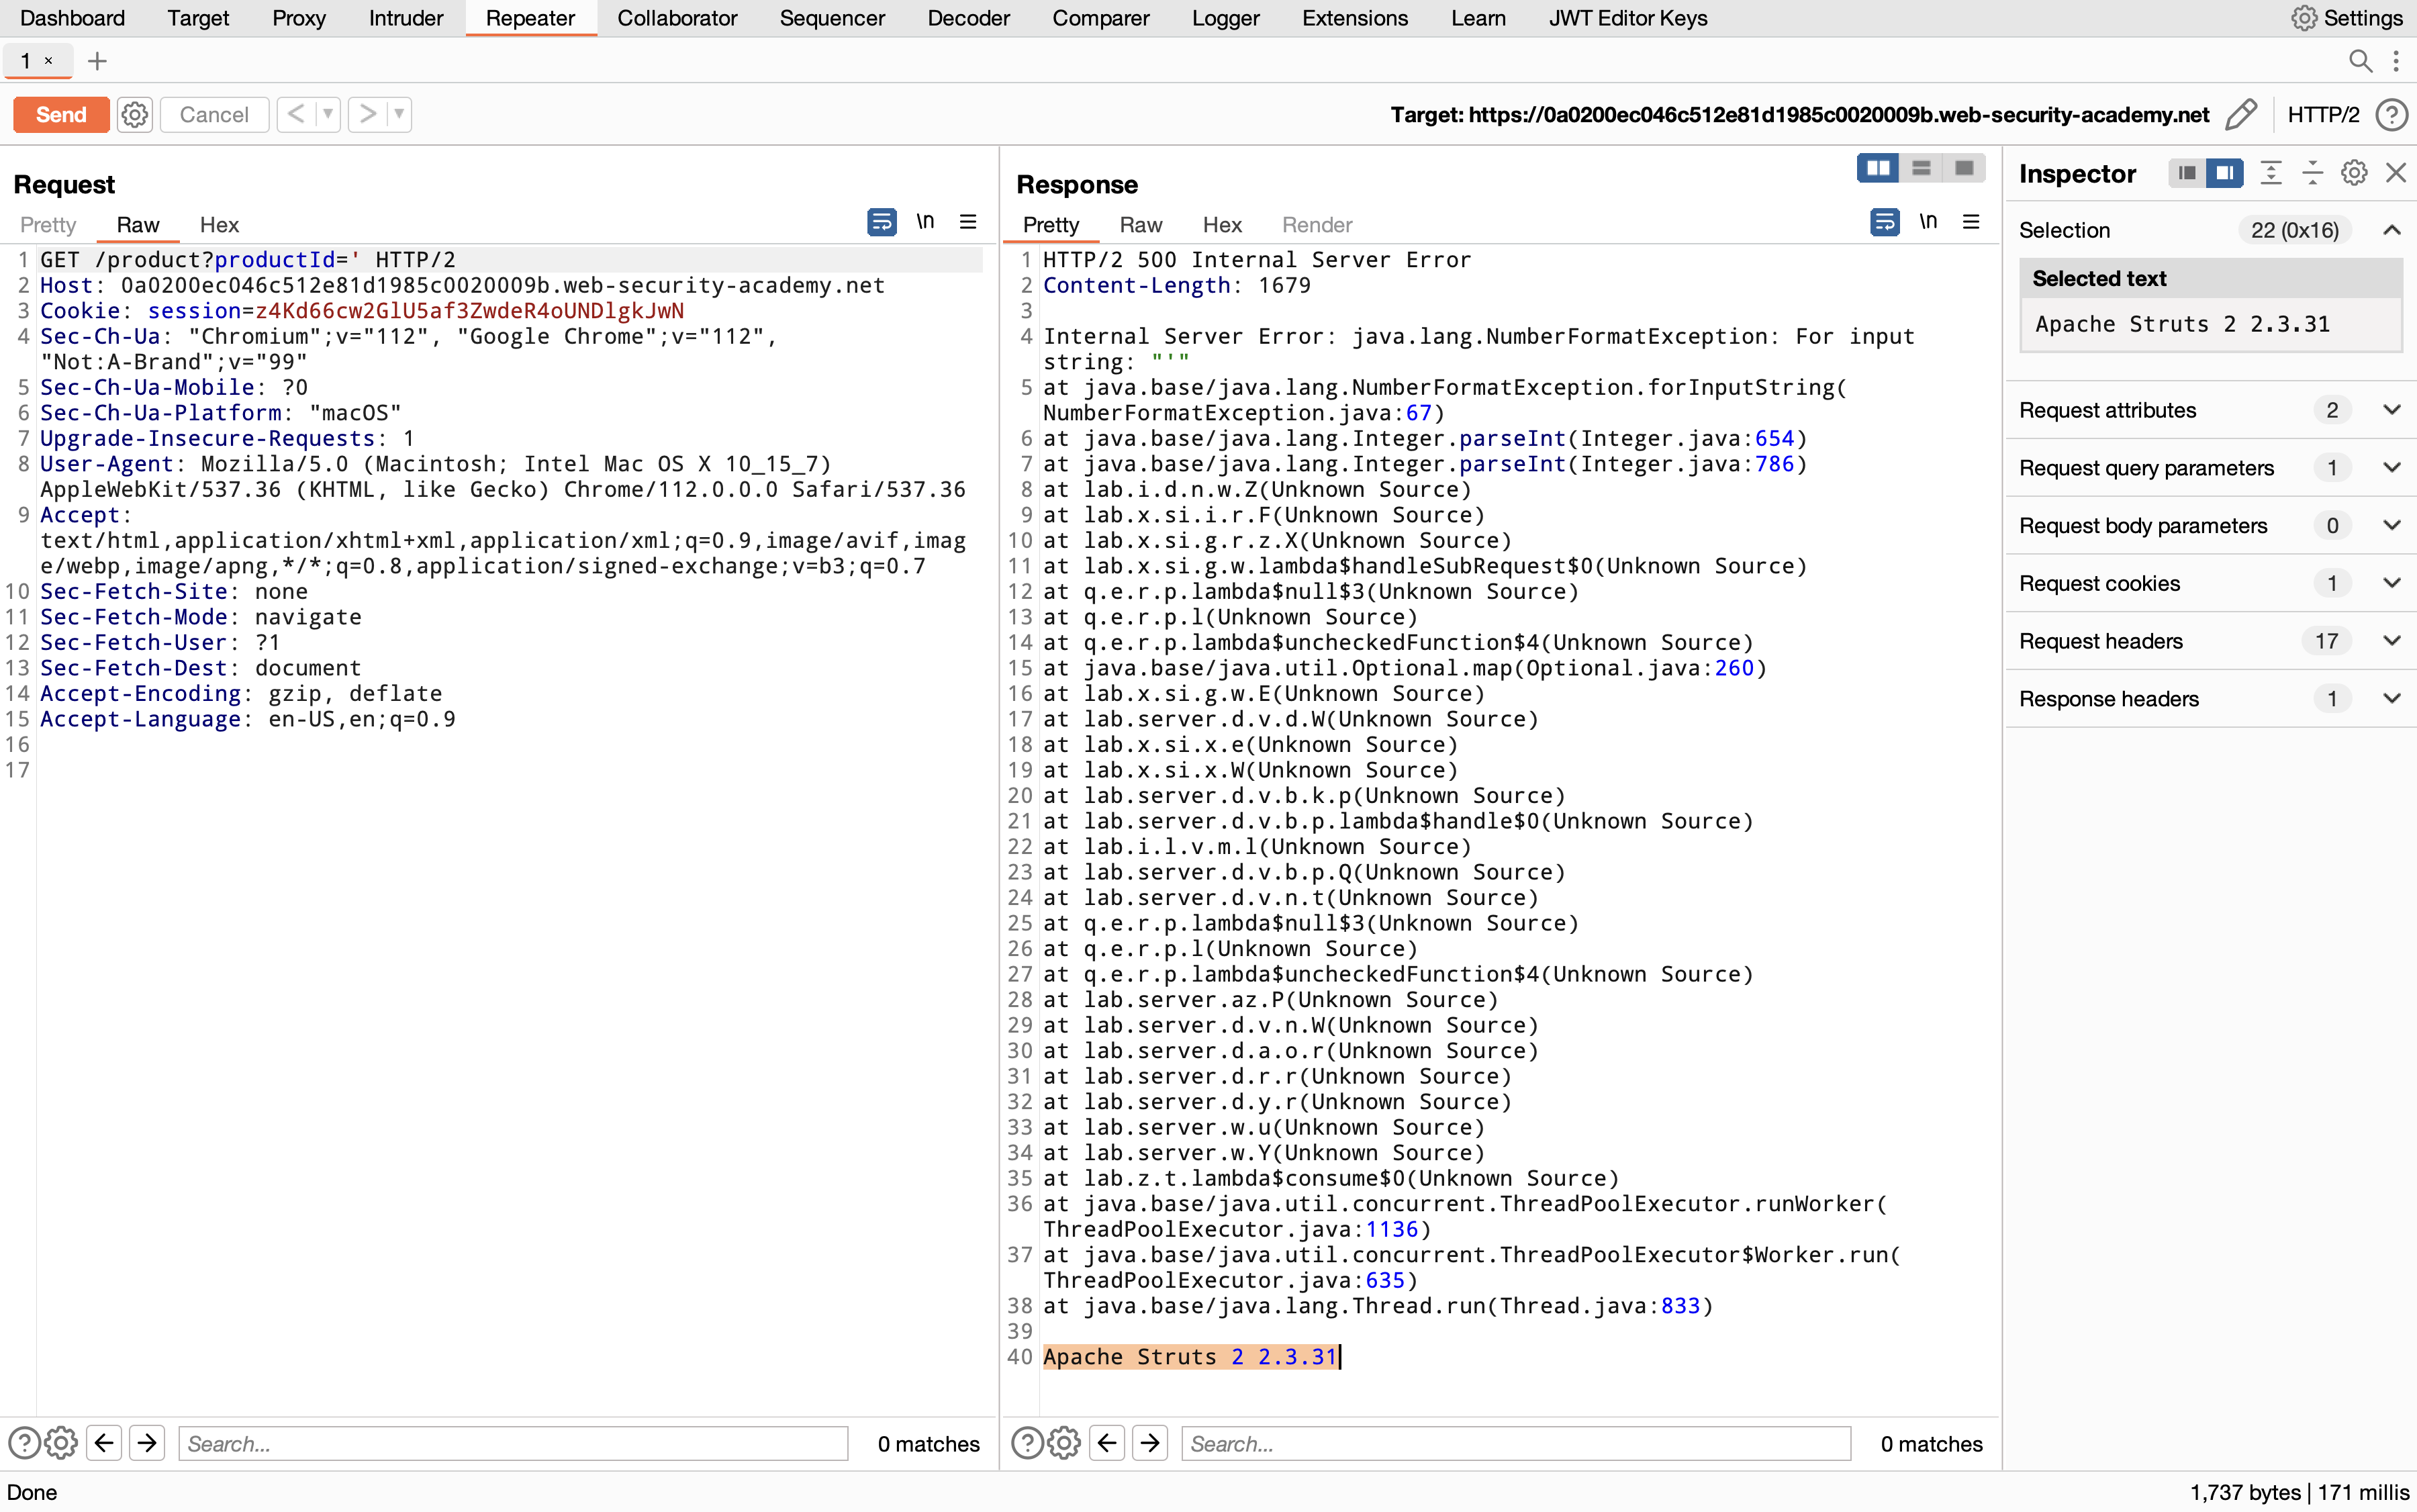 Dashboard Target Proxy Intruder Repeater Collaborator Sequencer Decoder Comparer Logger Extensions Learn JWT Editor Keys Settings
1 × +
Send Cancel < > Target: https://0a0200ec046c512e81d1985c0020009b.web-security-academy.net HTTP/2 ?
Request
Pretty Raw Hex \n
1 GET /product?productId=' HTTP/2
2 Host: 0a0200ec046c512e81d1985c0020009b.web-security-academy.net
3 Cookie: session=z4Kd66cw2GlU5af3ZwdeR4oUNDlgkJwN
4 Sec-Ch-Ua: "Chromium";v="112", "Google Chrome";v="112",
"Not:A-Brand";v="99"
5 Sec-Ch-Ua-Mobile: ?0
6 Sec-Ch-Ua-Platform: "macOS"
7 Upgrade-Insecure-Requests: 1
8 User-Agent: Mozilla/5.0 (Macintosh; Intel Mac OS X 10_15_7)
AppleWebKit/537.36 (KHTML, like Gecko) Chrome/112.0.0.0 Safari/537.36
9 Accept:
text/html,application/xhtml+xml,application/xml;q=0.9,image/avif,imag
e/webp,image/apng,*/*;q=0.8,application/signed-exchange;v=b3;q=0.7
10 Sec-Fetch-Site: none
11 Sec-Fetch-Mode: navigate
12 Sec-Fetch-User: ?1
13 Sec-Fetch-Dest: document
14 Accept-Encoding: gzip, deflate
15 Accept-Language: en-US,en;q=0.9
16
17
? Search... 0 matches
Response
Pretty Raw Hex Render \n
1 HTTP/2 500 Internal Server Error
2 Content-Length: 1679
3
4 Internal Server Error: java.lang.NumberFormatException: For input
string: "'"
5 at java.base/java.lang.NumberFormatException.forInputString(
NumberFormatException.java:67)
6 at java.base/java.lang.Integer.parseInt(Integer.java:654)
7 at java.base/java.lang.Integer.parseInt(Integer.java:786)
8 at lab.i.d.n.w.Z(Unknown Source)
9 at lab.x.si.i.r.F(Unknown Source)
10 at lab.x.si.g.r.z.X(Unknown Source)
11 at lab.x.si.g.w.lambda$handleSubRequest$0(Unknown Source)
12 at q.e.r.p.lambda$null$3(Unknown Source)
13 at q.e.r.p.l(Unknown Source)
14 at q.e.r.p.lambda$uncheckedFunction$4(Unknown Source)
15 at java.base/java.util.Optional.map(Optional.java:260)
16 at lab.x.si.g.w.E(Unknown Source)
17 at lab.server.d.v.d.W(Unknown Source)
18 at lab.x.si.x.e(Unknown Source)
19 at lab.x.si.x.W(Unknown Source)
20 at lab.server.d.v.b.k.p(Unknown Source)
21 at lab.server.d.v.b.p.lambda$handle$0(Unknown Source)
22 at lab.i.l.v.m.l(Unknown Source)
23 at lab.server.d.v.b.p.Q(Unknown Source)
24 at lab.server.d.v.n.t(Unknown Source)
25 at q.e.r.p.lambda$null$3(Unknown Source)
26 at q.e.r.p.l(Unknown Source)
27 at q.e.r.p.lambda$uncheckedFunction$4(Unknown Source)
28 at lab.server.az.P(Unknown Source)
29 at lab.server.d.v.n.W(Unknown Source)
30 at lab.server.d.a.o.r(Unknown Source)
31 at lab.server.d.r.r(Unknown Source)
32 at lab.server.d.y.r(Unknown Source)
33 at lab.server.w.u(Unknown Source)
34 at lab.server.w.Y(Unknown Source)
35 at lab.z.t.lambda$consume$0(Unknown Source)
36 at java.base/java.util.concurrent.ThreadPoolExecutor.runWorker(
ThreadPoolExecutor.java:1136)
37 at java.base/java.util.concurrent.ThreadPoolExecutor$Worker.run(
ThreadPoolExecutor.java:635)
38 at java.base/java.lang.Thread.run(Thread.java:833)
39
40 Apache Struts 2 2.3.31
? Search... 0 matches
Inspector
Selection 22 (0x16)
Selected text
Apache Struts 2 2.3.31
Request attributes 2
Request query parameters 1
Request body parameters 0
Request cookies 1
Request headers 17
Response headers 1
Done 1,737 bytes | 171 millis